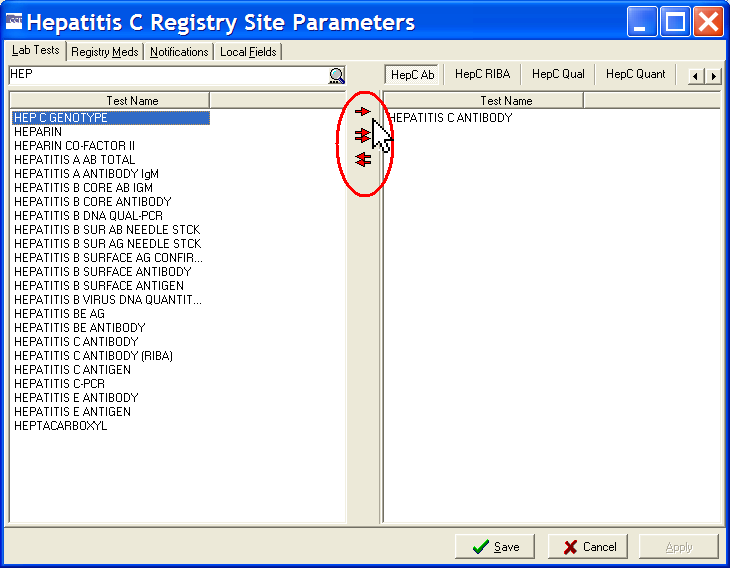 Hepatitis C Registry Site Parameters
Lab Tests Registry Meds Notifications Local Fields
HEP
HepC Ab HepC RIBA HepC Qual HepC Quant
Test Name
HEP C GENOTYPE
HEPARIN
HEPARIN CO-FACTOR II
HEPATITIS A AB TOTAL
HEPATITIS A ANTIBODY IgM
HEPATITIS B CORE AB IGM
HEPATITIS B CORE ANTIBODY
HEPATITIS B DNA QUAL-PCR
HEPATITIS B SUR AB NEEDLE STCK
HEPATITIS B SUR AG NEEDLE STCK
HEPATITIS B SURFACE AG CONFIR...
HEPATITIS B SURFACE ANTIBODY
HEPATITIS B SURFACE ANTIGEN
HEPATITIS B VIRUS DNA QUANTIT...
HEPATITIS BE AG
HEPATITIS BE ANTIBODY
HEPATITIS C ANTIBODY
HEPATITIS C ANTIBODY (RIBA)
HEPATITIS C ANTIGEN
HEPATITIS C-PCR
HEPATITIS E ANTIBODY
HEPATITIS E ANTIGEN
HEPTACARBOXYL
Test Name
HEPATITIS C ANTIBODY
Save Cancel Apply